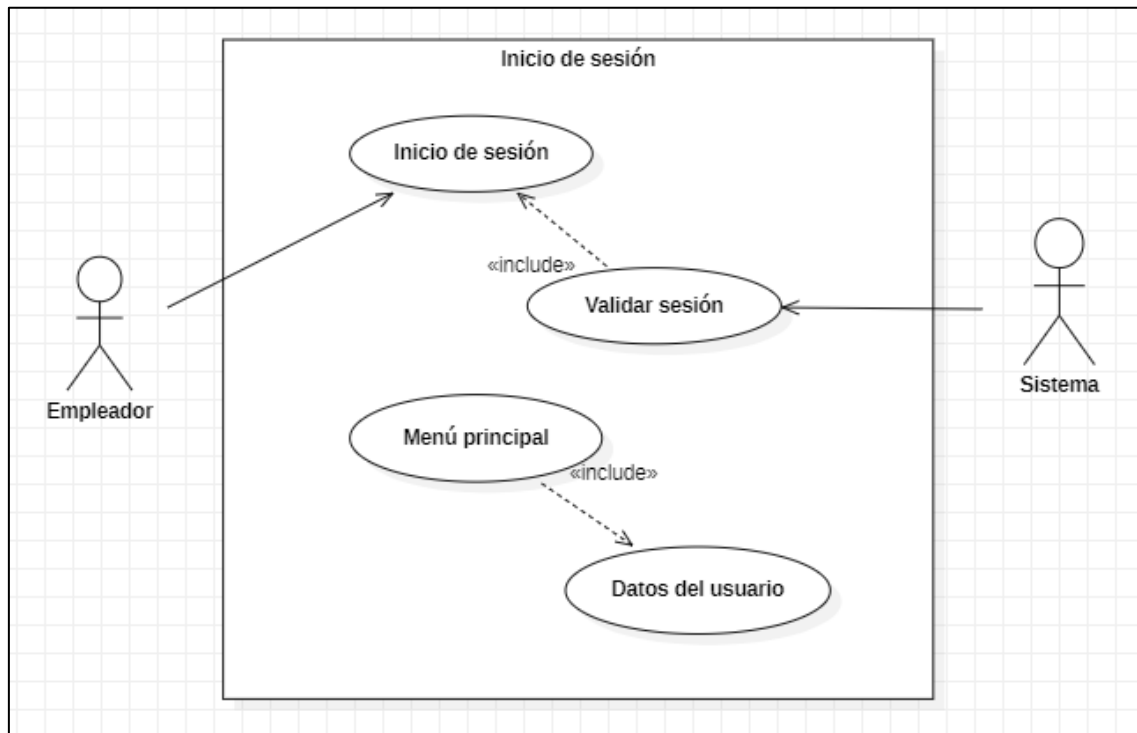 Inicio de sesión
Inicio de sesión
«include»
Validar sesión
Empleador
Sistema
Menú principal
«include»
Datos del usuario